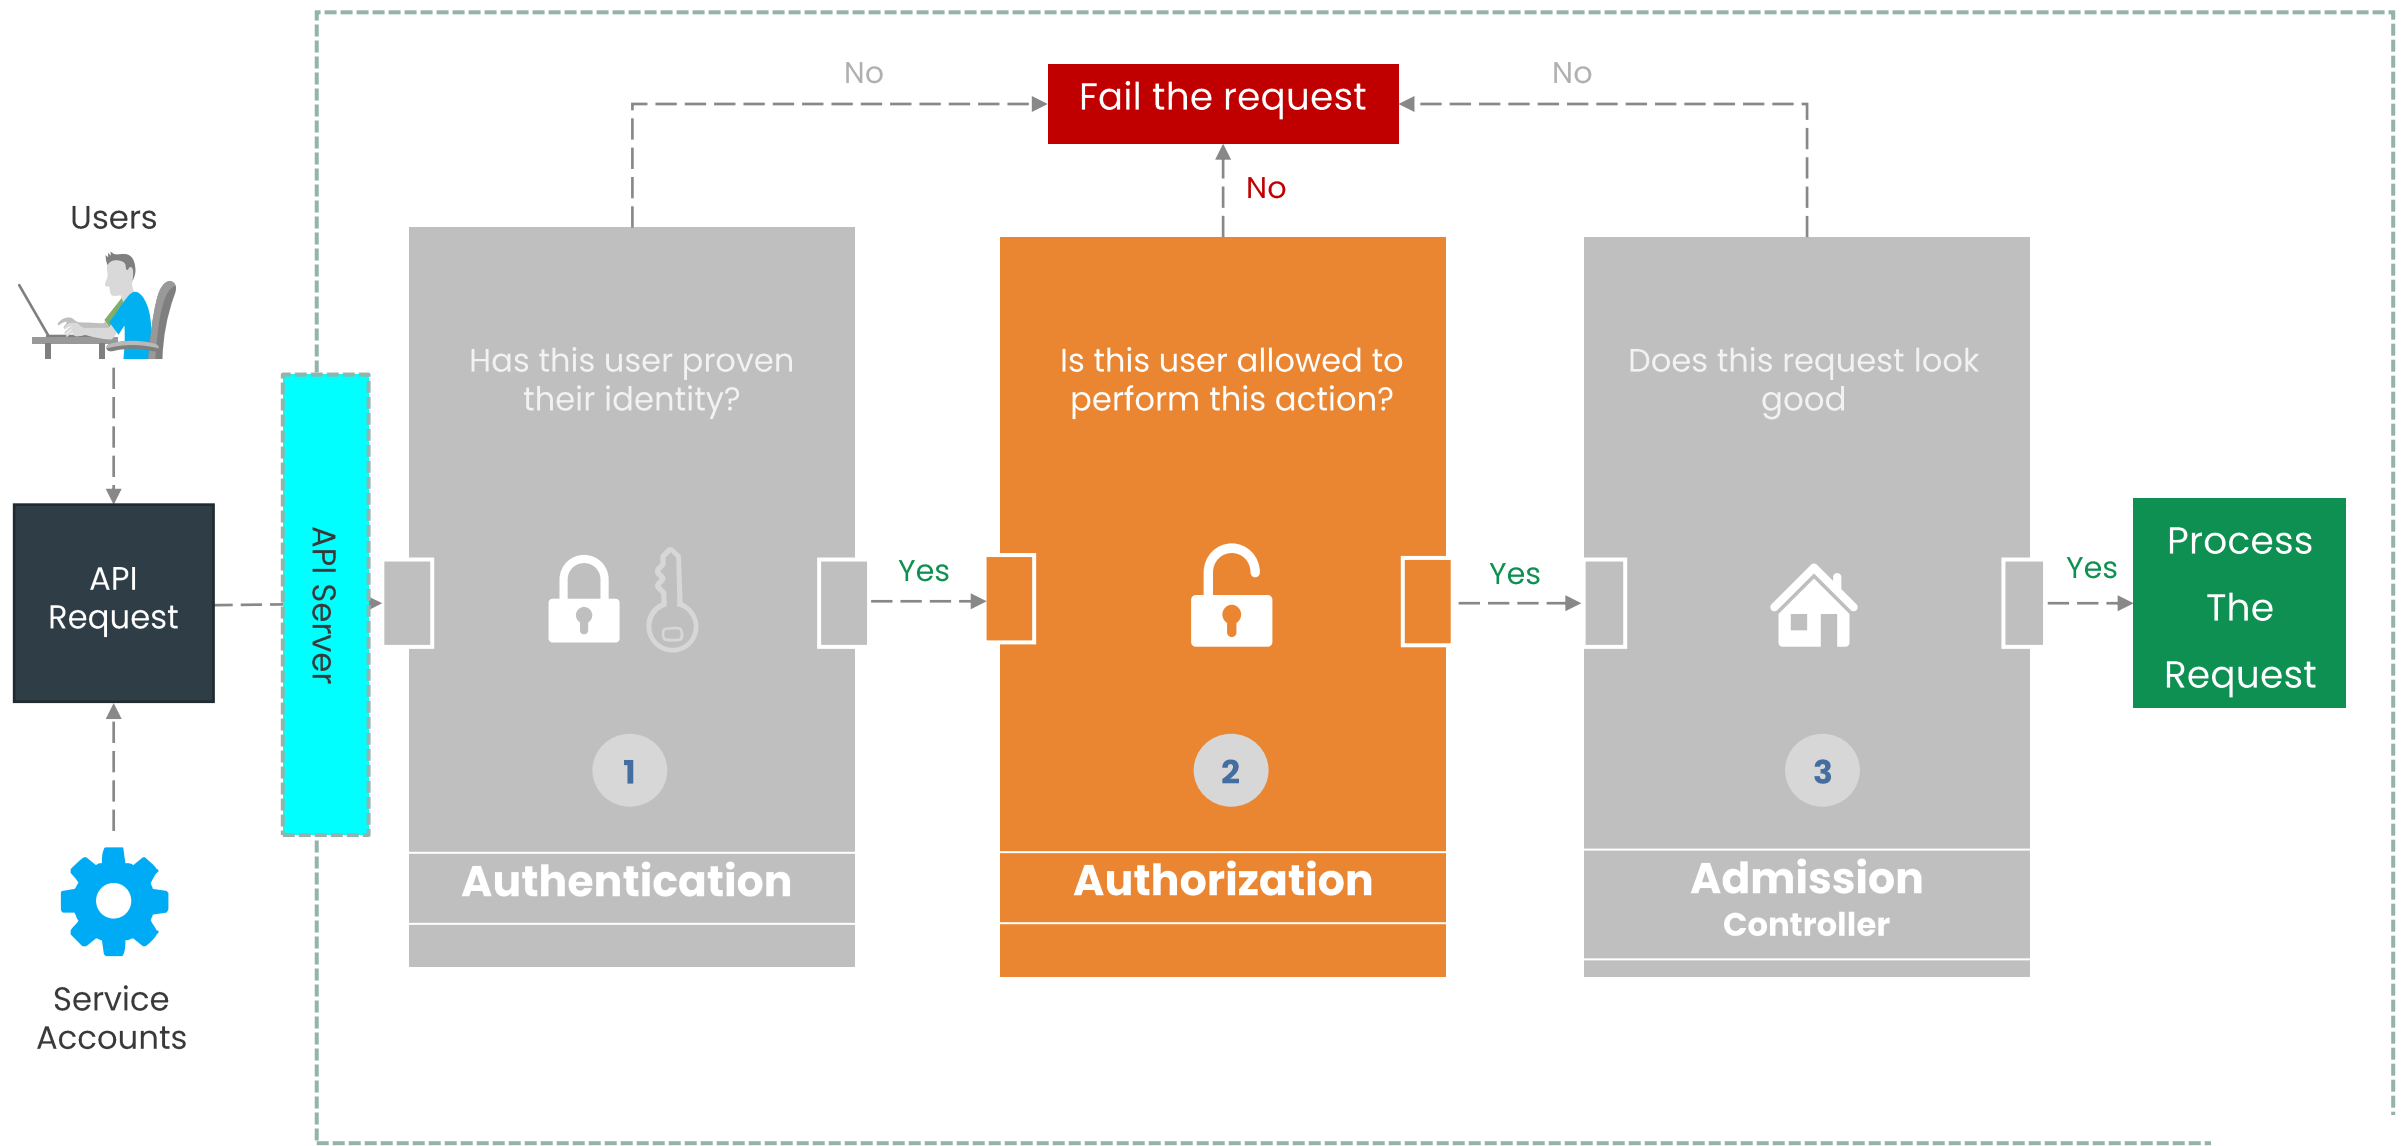 No
Fail the request
No
No
Users
Has this user proven
their identity?
Is this user allowed to
perform this action?
Does this request look
good
API
Request
API Server
Yes
Yes
Yes
Process
The
Request
1
2
3
Authentication
Authorization
Admission
Controller
Service
Accounts